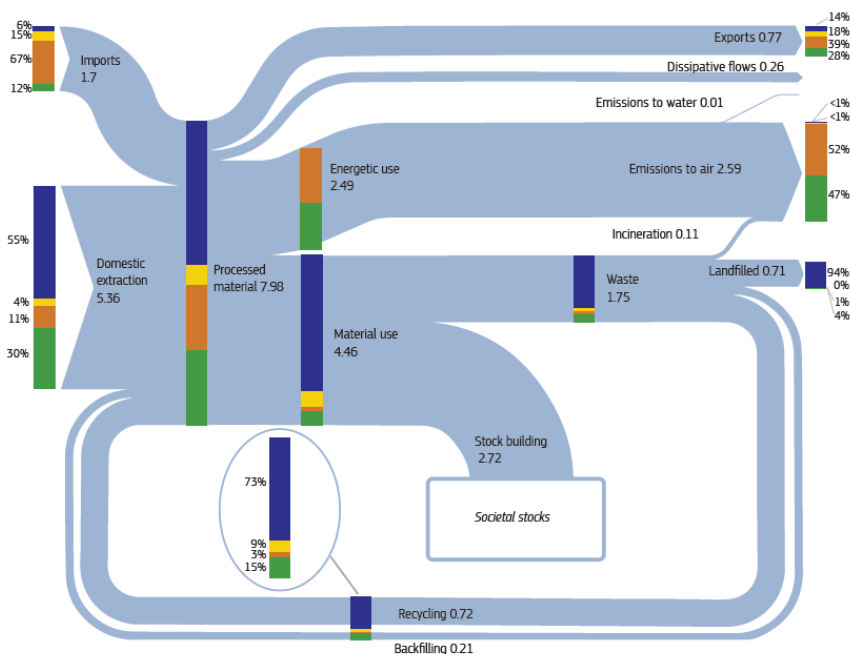 6%
15%
67%
12%
Imports
1.7
14%
18%
39%
28%
Exports 0.77
Dissipative flows 0.26
Emissions to water 0.01
<1%
<1%
52%
47%
Energetic use
2.49
Emissions to air 2.59
55%
4%
11%
30%
Domestic
extraction
5.36
Processed
material 7.98
Incineration 0.11
Landfilled 0.71
94%
0%
1%
4%
Waste
1.75
Material use
4.46
Stock building
2.72
Societal stocks
73%
9%
3%
15%
Recycling 0.72
Backfilling 0.21